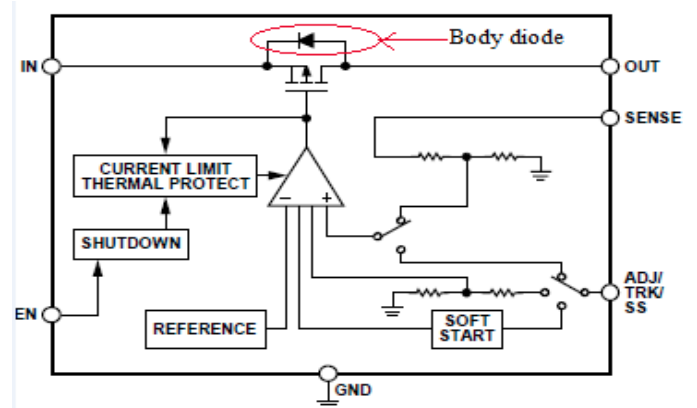 Body diode
IN
OUT
SENSE
CURRENT LIMIT
THERMAL PROTECT
SHUTDOWN
EN
REFERENCE
SOFT
START
ADJ/
TRK/
SS
GND